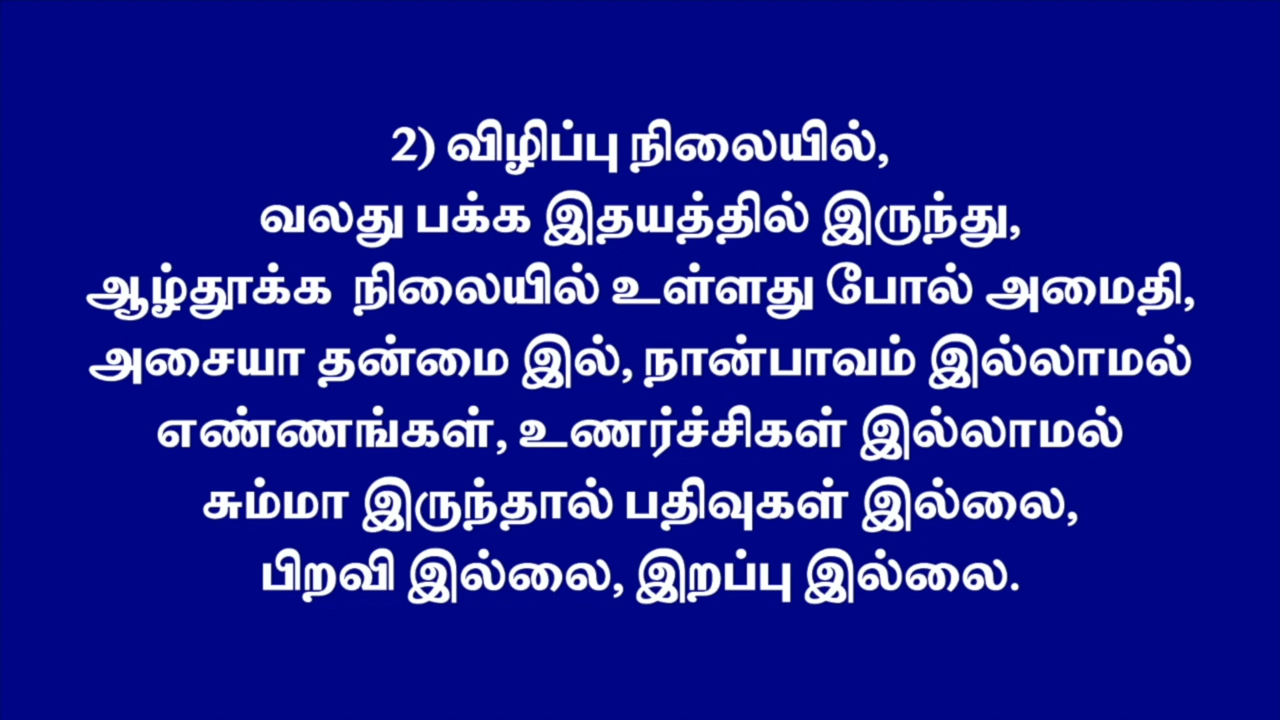 2) விழிப்பு நிலையில்,
வலது பக்க இதயத்தில் இருந்து,
ஆழ்தூக்க நிலையில் உள்ளது போல் அமைதி,
அசையா தன்மை இல், நான்பாவம் இல்லாமல்
எண்ணங்கள், உணர்ச்சிகள் இல்லாமல்
சும்மா இருந்தால் பதிவுகள் இல்லை,
பிறவி இல்லை, இறப்பு இல்லை.